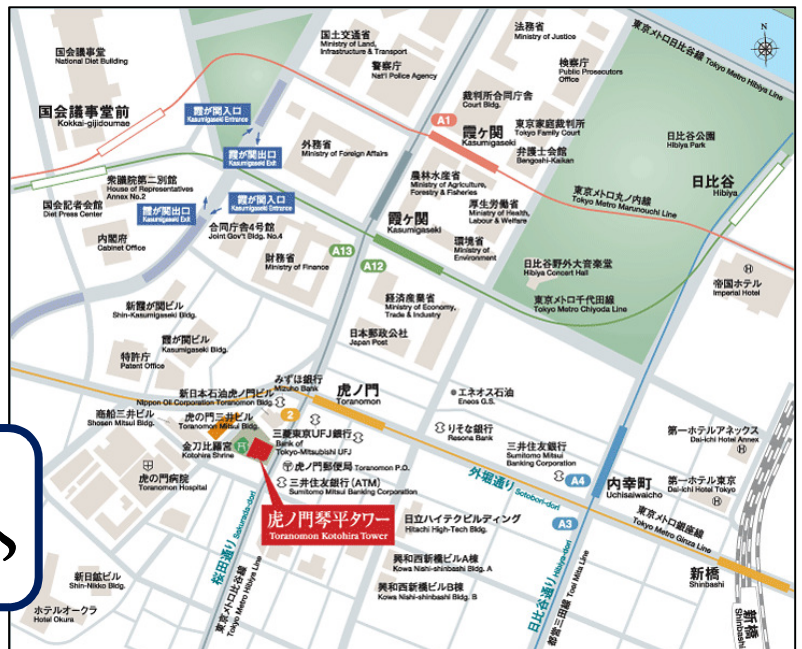 国会議事堂
National Diet Building
国土交通省
Ministry of Land,
Infrastructure & Transport
警察庁
Nat'l Police Agency
法務省
Ministry of Justice
検察庁
Public Prosecutors
Office
東京メトロ日比谷線 Tokyo Metro Hibiya Line
N
国会議事堂前
Kokkai-gijidoumae
霞が関入口
Kasumigaseki Entrance
外務省
Ministry of Foreign Affairs
A1
裁判所合同庁舎
Court Bldg.
霞ヶ関
Kasumigaseki
東京家庭裁判所
Tokyo Family Court
弁護士会館
Bengoshi-Kaikan
日比谷公園
Hibiya Park
日比谷
Hibiya
霞が関出口
Kasumigaseki Exit
衆議院第二別館
House of Representatives
Annex No.2
国会記者会館
Diet Press Center
霞が関出口
Kasumigaseki Exit
霞が関入口
Kasumigaseki Entrance
農林水産省
Ministry of Agriculture,
Forestry & Fisheries
東京メトロ丸ノ内線
Tokyo Metro Marunouchi Line
厚生労働省
Ministry of Health,
Labour & Welfare
霞ヶ関
Kasumigaseki
内閣府
Cabinet Office
合同庁舎4号館
Joint Gov't Bldg. No.4
財務省
Ministry of Finance
A13
A12
環境省
Ministry of
Environment
日比谷野外大音楽堂
Hibiya Concert Hall
帝国ホテル
Imperial Hotel
H
新霞が関ビル
Shin-Kasumigaseki Bldg.
経済産業省
Ministry of Economy,
Trade & Industry
東京メトロ千代田線
Tokyo Metro Chiyoda Line
霞が関ビル
Kasumigaseki Bldg.
日本郵政公社
Japan Post
特許庁
Patent Office
みずほ銀行
Mizuho Bank
虎ノ門
Toranomon
エネオス石油
Eneos G.S.
新日本石油虎ノ門ビル
Nippon Oil Corporation Toranomon Bldg.
商船三井ビル
Shosen Mitsui Bldg.
虎の門三井ビル
Toranomon Mitsui Bldg.
2
りそな銀行
Resona Bank
第一ホテルアネックス
Dai-ichi Hotel Annex
H
金刀比羅宮
Kotohira Shrine
三菱東京UFJ銀行
Bank of
Tokyo-Mitsubishi UFJ
三井住友銀行
Sumitomo Mitsui
Banking Corporation
虎の門病院
Toranomon Hospital
虎ノ門郵便局 Toranomon P.O.
三井住友銀行 (ATM)
Sumitomo Mitsui Banking Corporation
外堀通り Sotobori-dori
A4
内幸町
Uchisaiwaicho
第一ホテル東京
Dai-ichi Hotel Tokyo
H
虎ノ門琴平タワー
Toranomon Kotohira Tower
日立ハイテクビルディング
Hitachi High-Tech Bldg.
A3
東京メトロ銀座線
Tokyo Metro Ginza Line
桜田通り Sakurada-dori
東京メトロ日比谷線
Tokyo Metro Hibiya Line
興和西新橋ビルA棟
Kowa Nishi-shinbashi Bldg. A
興和西新橋ビルB棟
Kowa Nishi-shinbashi Bldg. B
日比谷通り Hibiya-dori
都営三田線 Toei Mita Line
新橋
Shinbashi
新橋
Shinbashi
新日鉱ビル
Shin-Nikko Bldg.
ホテルオークラ
Hotel Okura